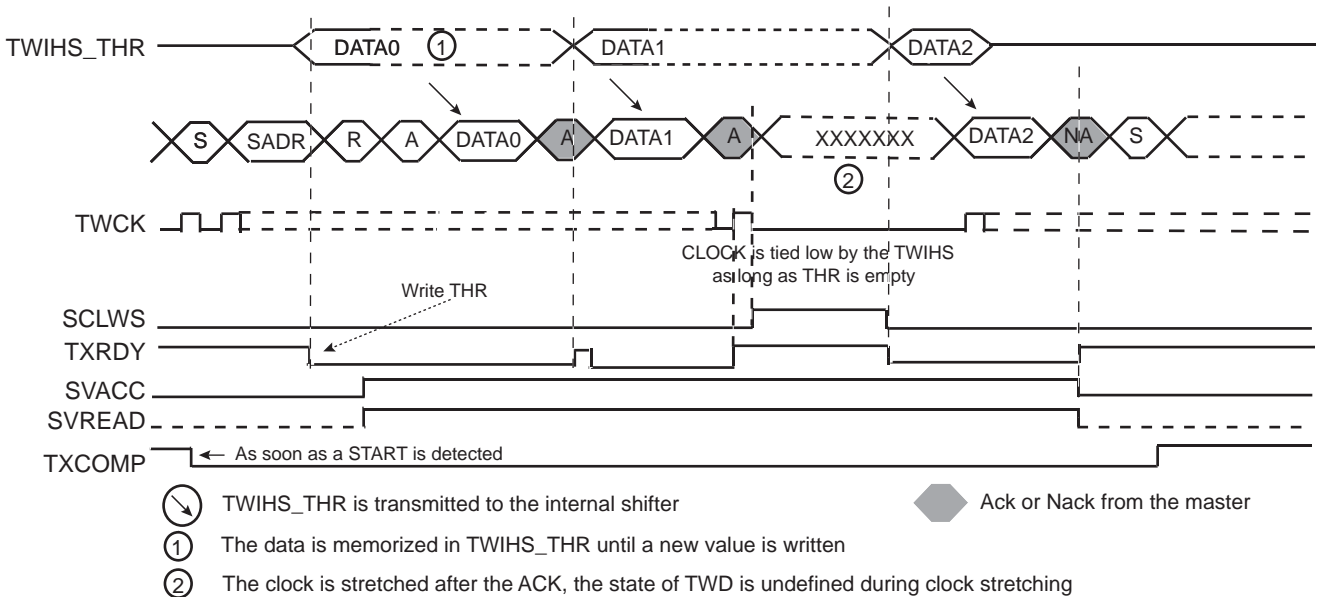 TWIHS_THR DATA0 1 DATA1 DATA2
S SADR R A DATA0 A DATA1 A XXXXXXX DATA2 NA S
2
TWCK
CLOCK is tied low by the TWIHS
as long as THR is empty
Write THR
SCLWS
TXRDY
SVACC
SVREAD
TXCOMP As soon as a START is detected
TWIHS_THR is transmitted to the internal shifter Ack or Nack from the master
1 The data is memorized in TWIHS_THR until a new value is written
2 The clock is stretched after the ACK, the state of TWD is undefined during clock stretching